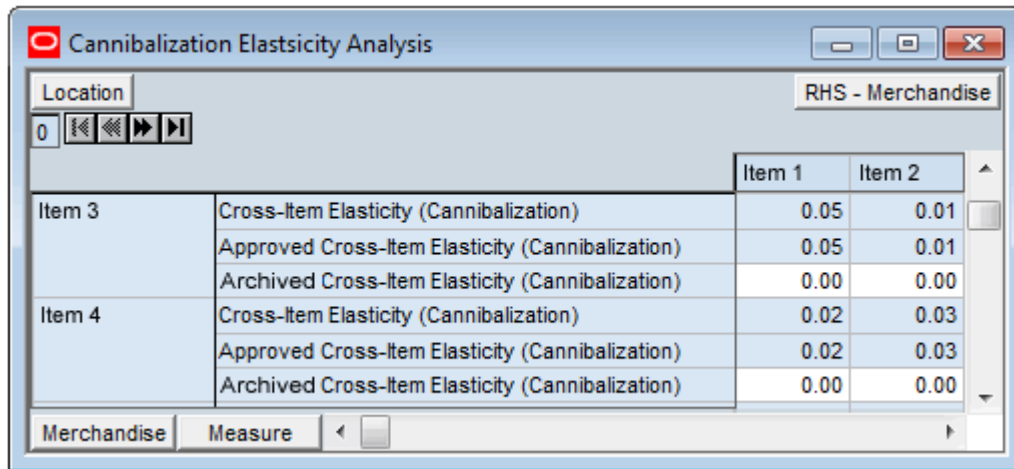 Cannibalization Elastsicity Analysis
Location RHS - Merchandise
0
Item 1 Item 2
Item 3 Cross-Item Elasticity (Cannibalization) 0.05 0.01
Approved Cross-Item Elasticity (Cannibalization) 0.05 0.01
Archived Cross-Item Elasticity (Cannibalization) 0.00 0.00
Item 4 Cross-Item Elasticity (Cannibalization) 0.02 0.03
Approved Cross-Item Elasticity (Cannibalization) 0.02 0.03
Archived Cross-Item Elasticity (Cannibalization) 0.00 0.00
Merchandise Measure